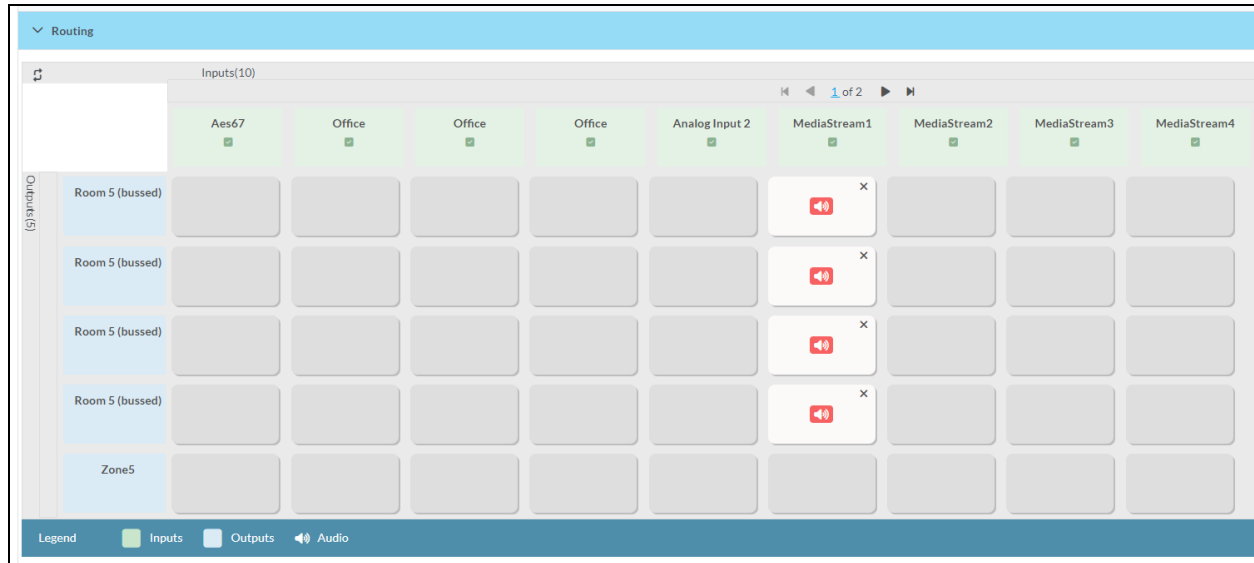 Routing
Inputs(10)
1 of 2
Aes67 Office Office Office Analog Input 2 MediaStream1 MediaStream2 MediaStream3 MediaStream4
Outputs(5)
Room 5 (bussed)
Room 5 (bussed)
Room 5 (bussed)
Room 5 (bussed)
Zone5
Legend Inputs Outputs Audio